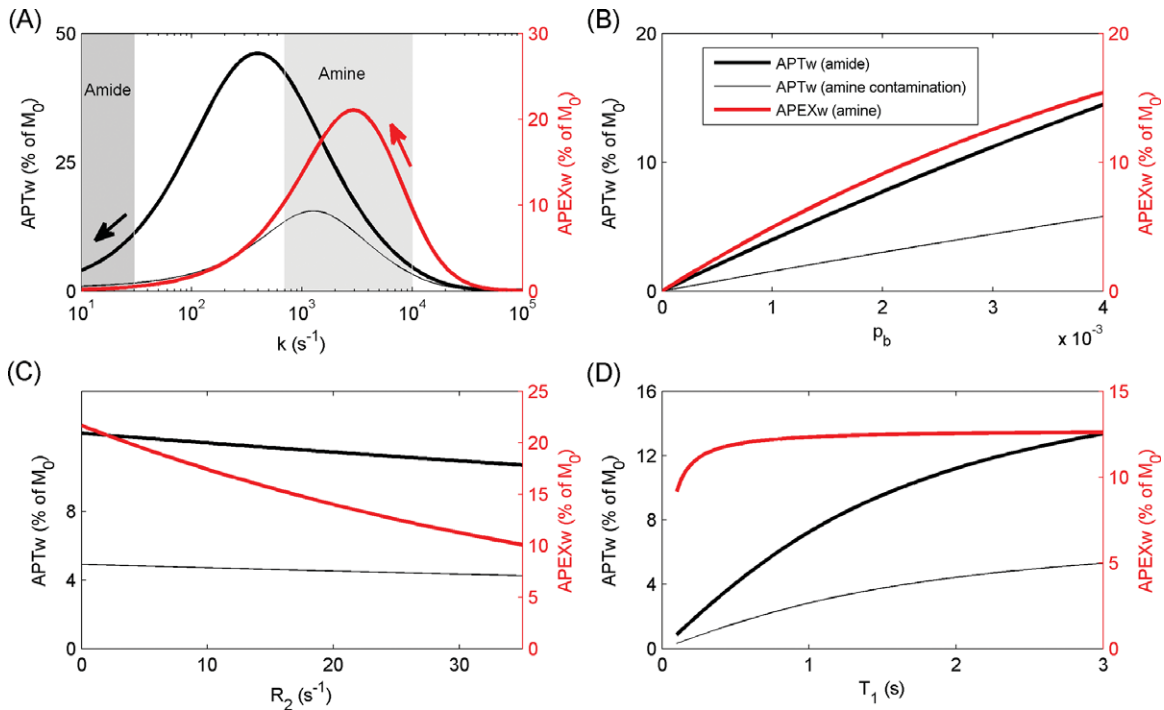 (A)
50
25
0
APTw (% of M0)
Amide
Amine
30
20
10
0
APEXw (% of M0)
10^1
10^2
10^3
10^4
10^5
k (s^-1)
(B)
20
10
0
APTw (% of M0)
APTw (amide)
APTw (amine contamination)
APEXw (amine)
20
10
0
APEXw (% of M0)
0
1
2
3
4
x 10^-3
p_b
(C)
8
4
0
APTw (% of M0)
25
20
15
10
5
0
APEXw (% of M0)
0
10
20
30
R2 (s^-1)
(D)
16
12
8
4
0
APTw (% of M0)
15
10
5
0
APEXw (% of M0)
0
1
2
3
T1 (s)